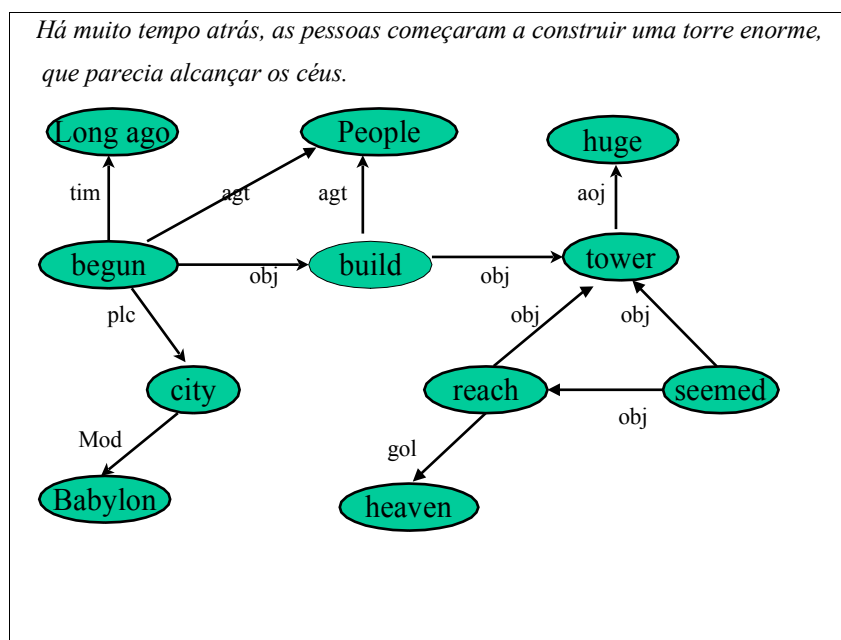 Há muito tempo atrás, as pessoas começaram a construir uma torre enorme,
que parecia alcançar os céus.
Long ago
People
huge
tim
agt
agt
aoj
begun
obj
build
obj
tower
plc
obj
obj
city
reach
seemed
obj
Mod
gol
Babylon
heaven